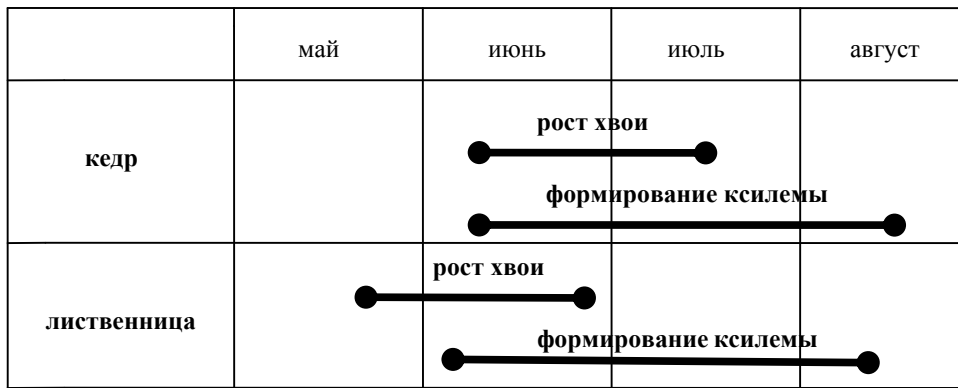 май июнь июль август
рост хвои
кедр
формирование ксилемы
рост хвои
лиственница
формирование ксилемы